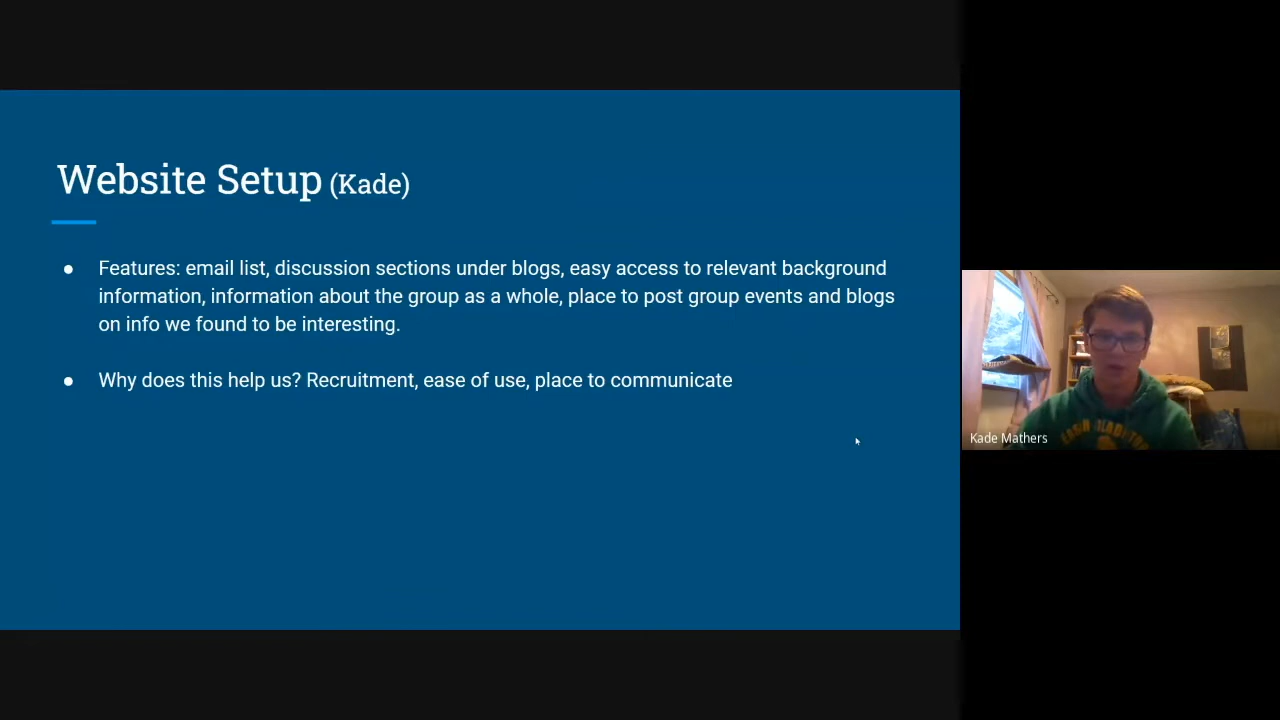 Website Setup (Kade)
● Features: email list, discussion sections under blogs, easy access to relevant background
information, information about the group as a whole, place to post group events and blogs
on info we found to be interesting.
● Why does this help us? Recruitment, ease of use, place to communicate
Kade Mathers